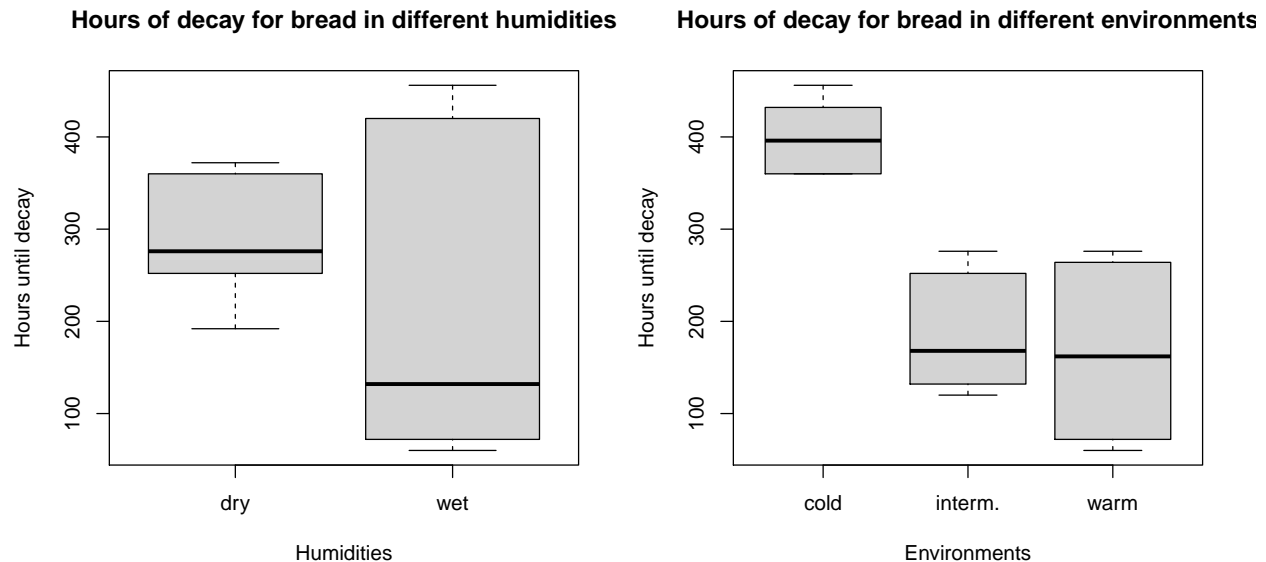 Hours of decay for bread in different humidities
Hours until decay
400
300
200
100
dry wet
Humidities
Hours of decay for bread in different environments
Hours until decay
400
300
200
100
cold interm. warm
Environments